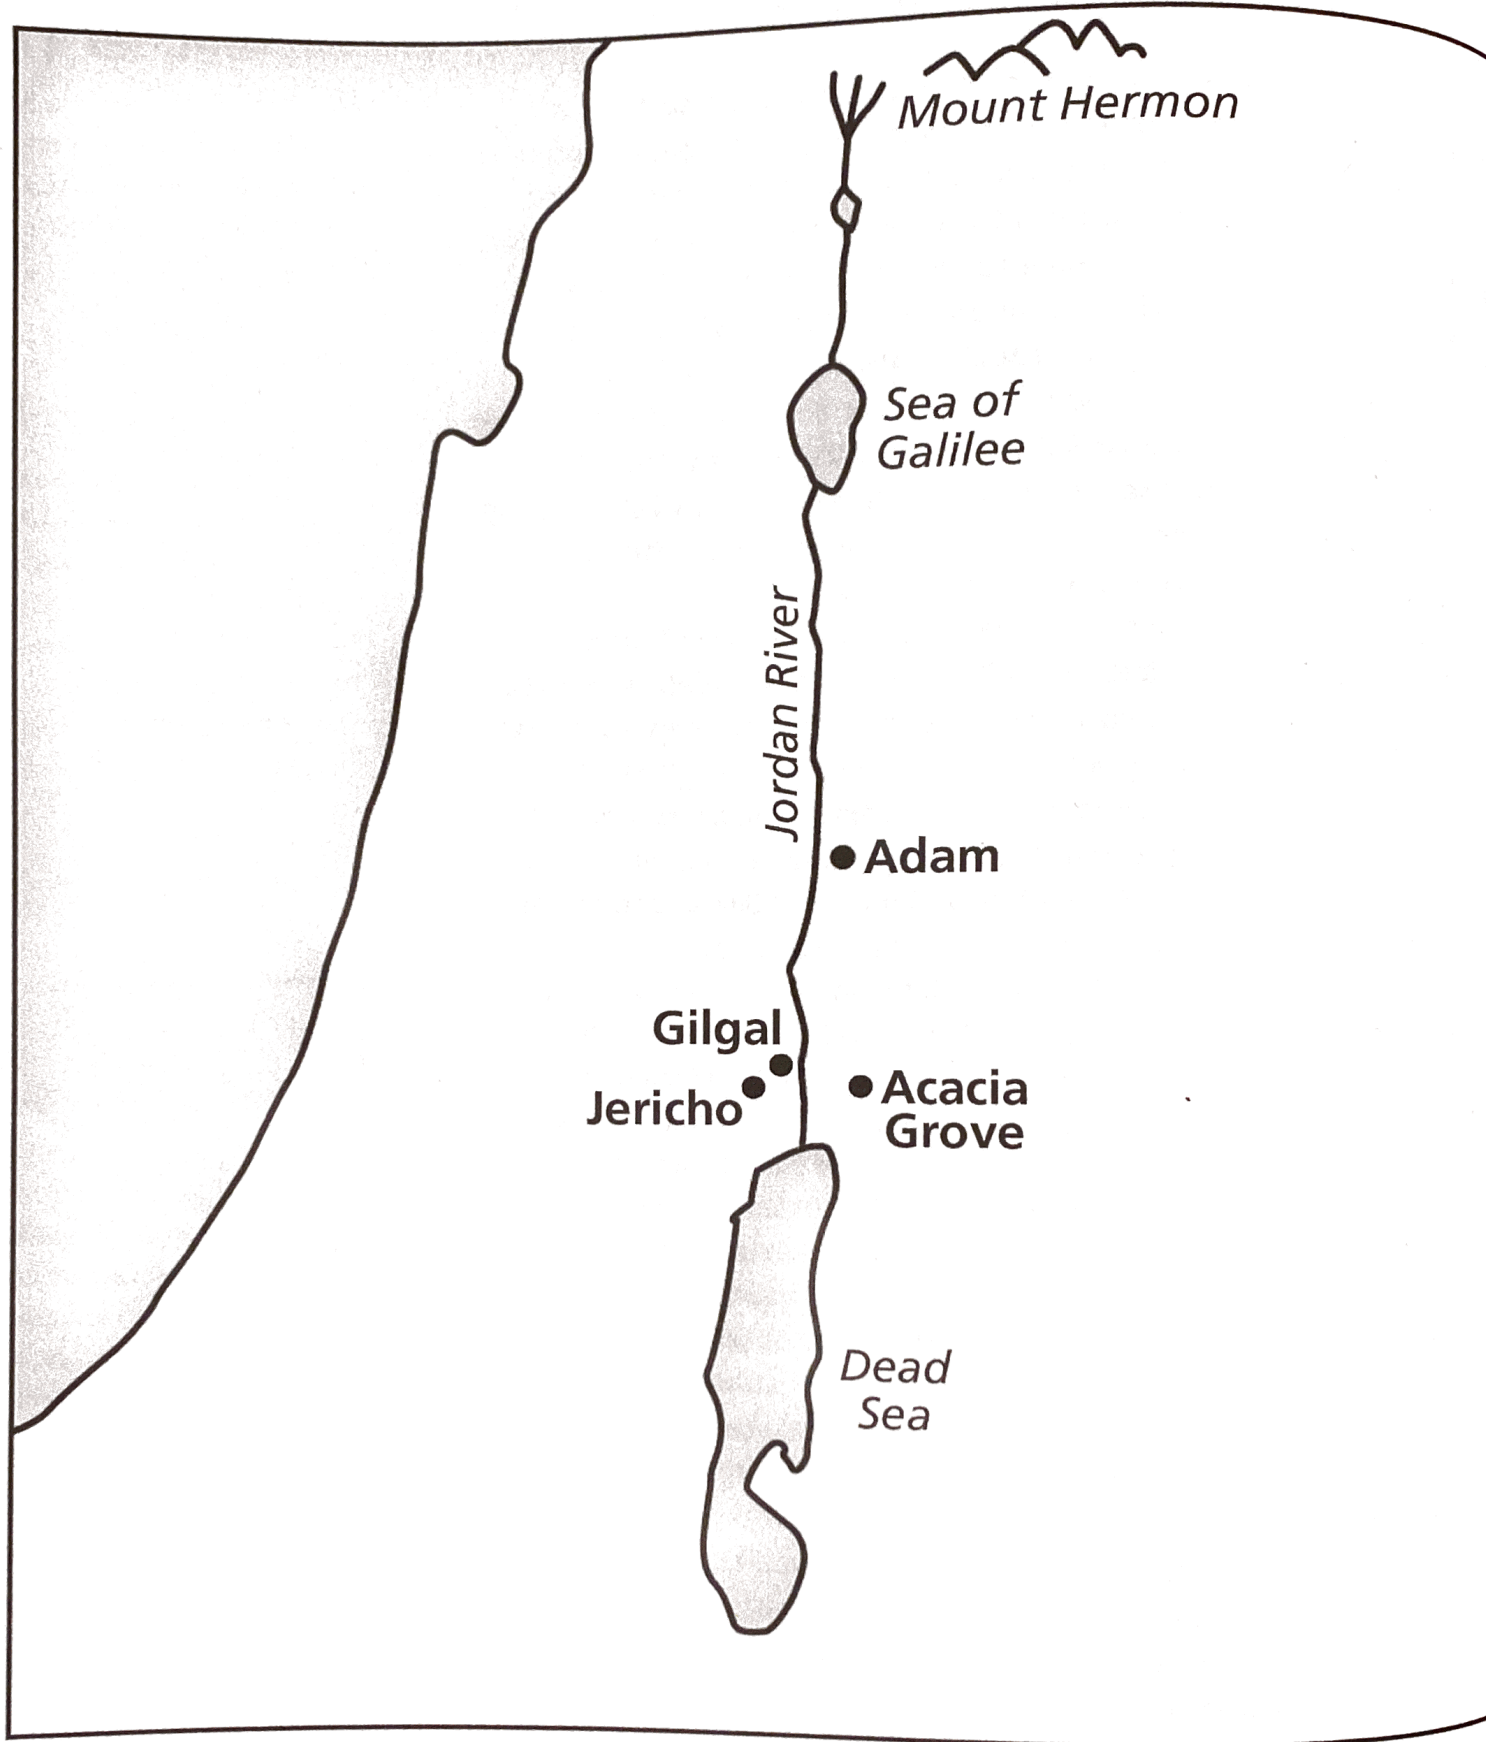 Mount Hermon
Sea of
Galilee
Jordan River
Adam
Gilgal
Jericho
Acacia
Grove
Dead
Sea